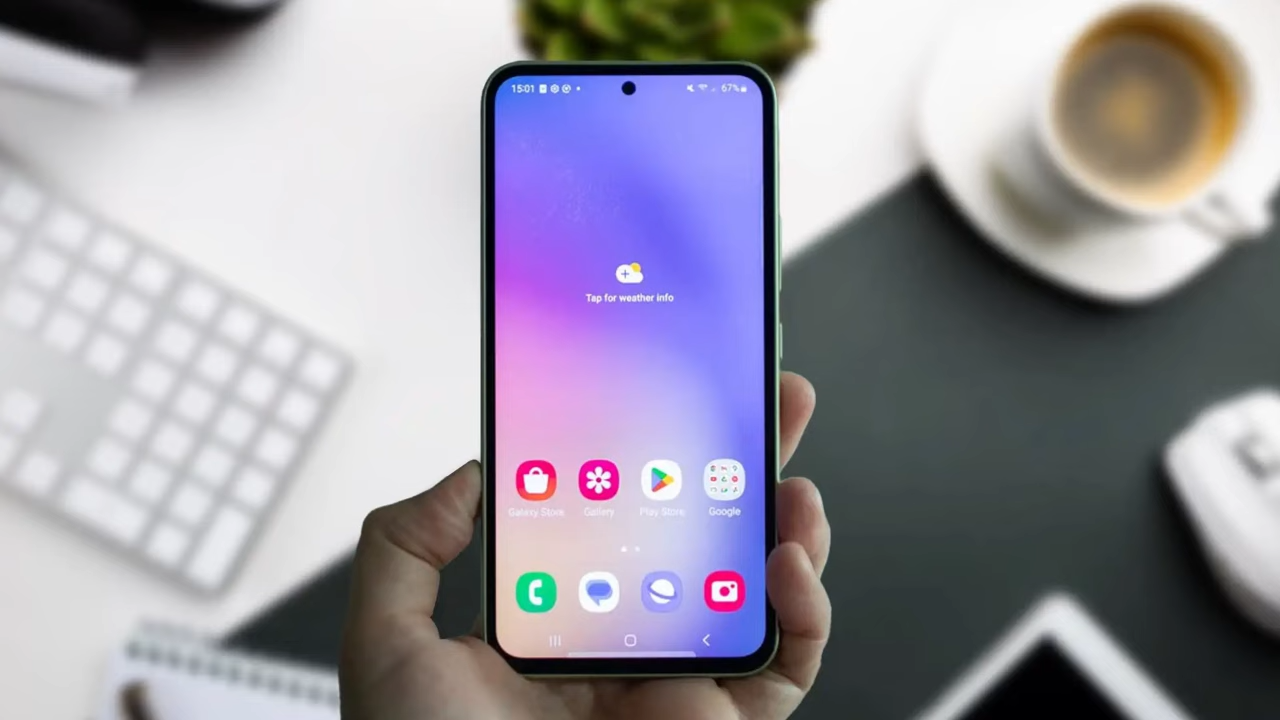 15:01
67%
Tap for weather info
Galaxy Store
Gallery
Play Store
Google